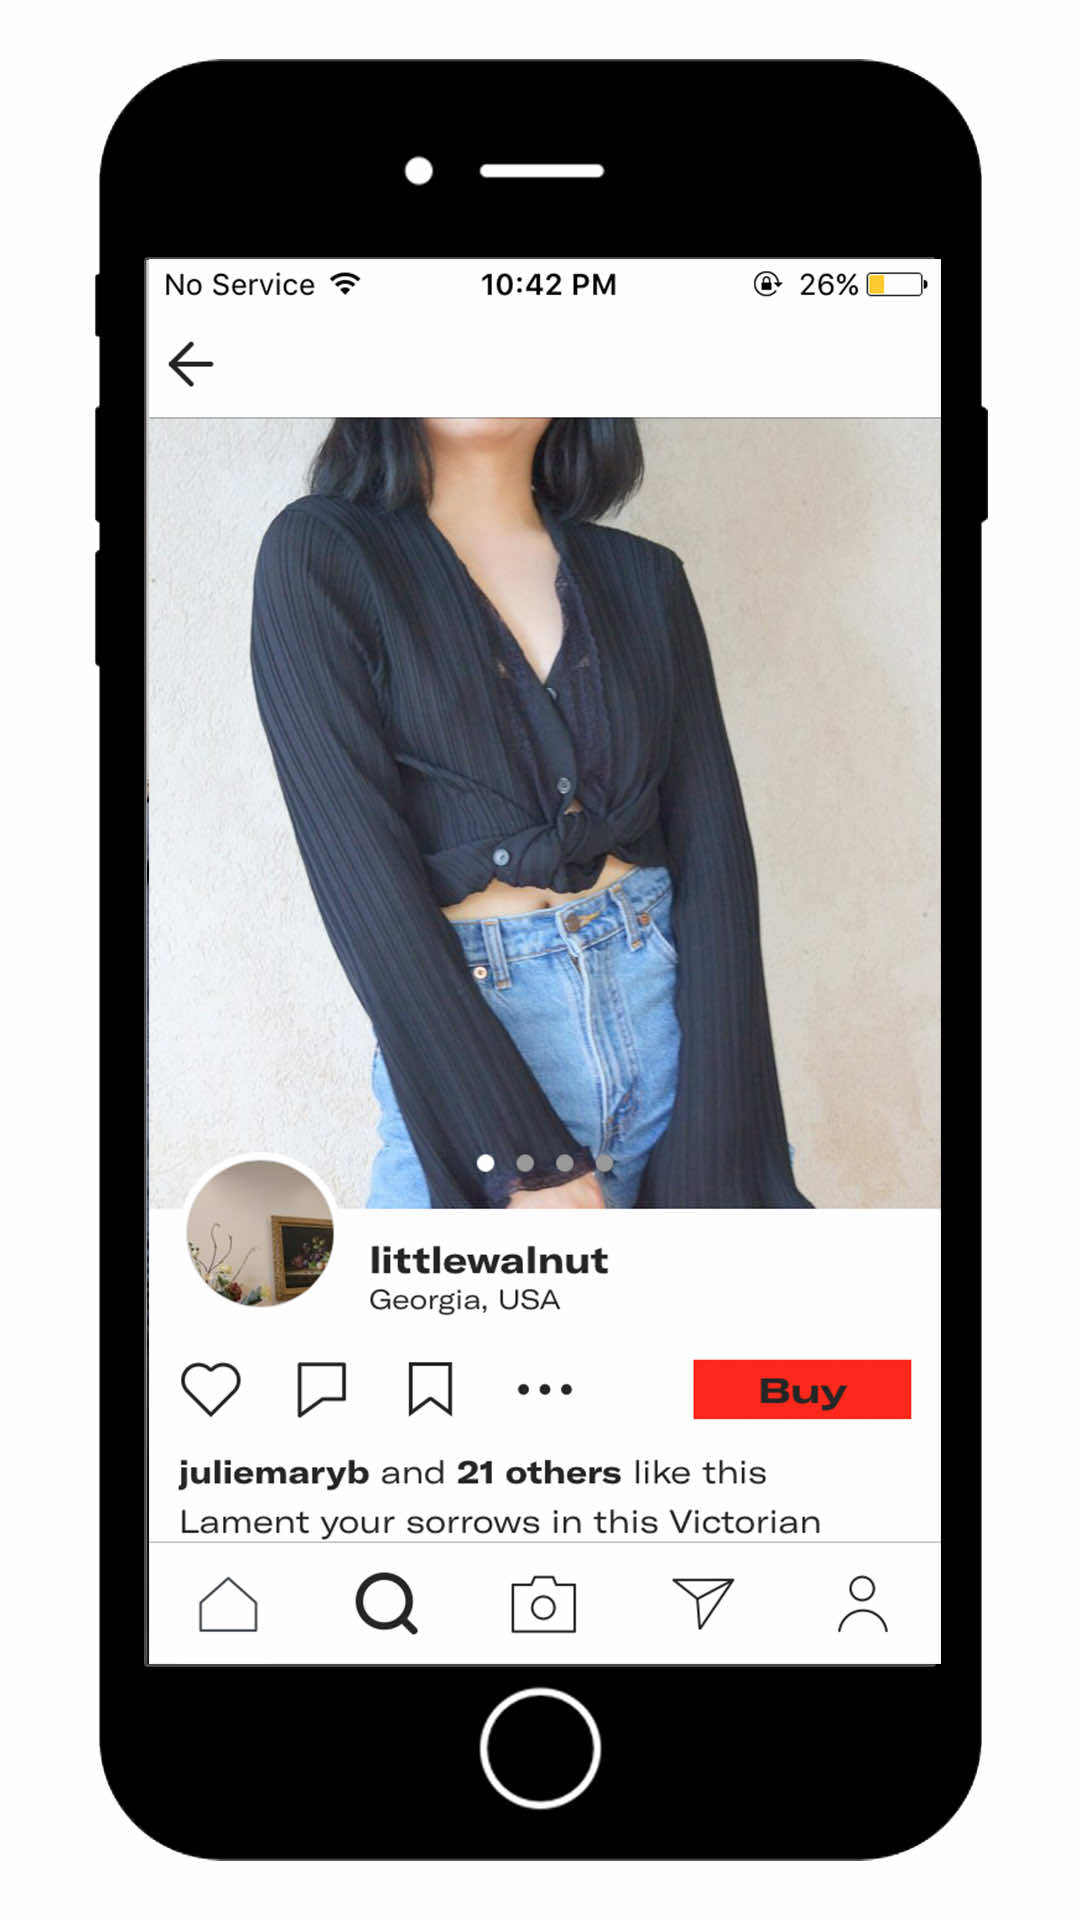 No Service 10:42 PM 26%
littlewalnut
Georgia, USA
Buy
juliemaryb and 21 others like this
Lament your sorrows in this Victorian